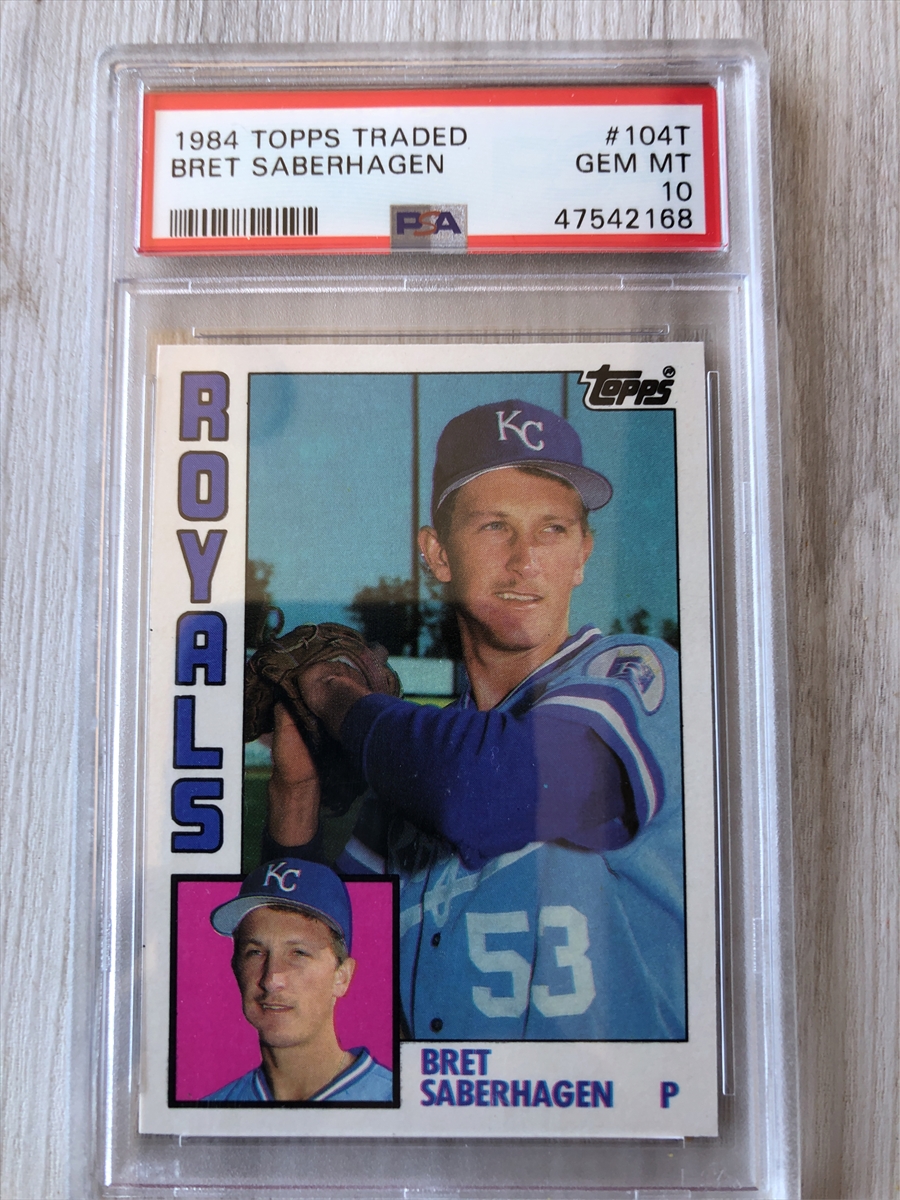 1984 TOPPS TRADED #104T
BRET SABERHAGEN GEM MT
10
PSA 47542168
Topps
ROYALS
KC
53
KC
BRET
SABERHAGEN P